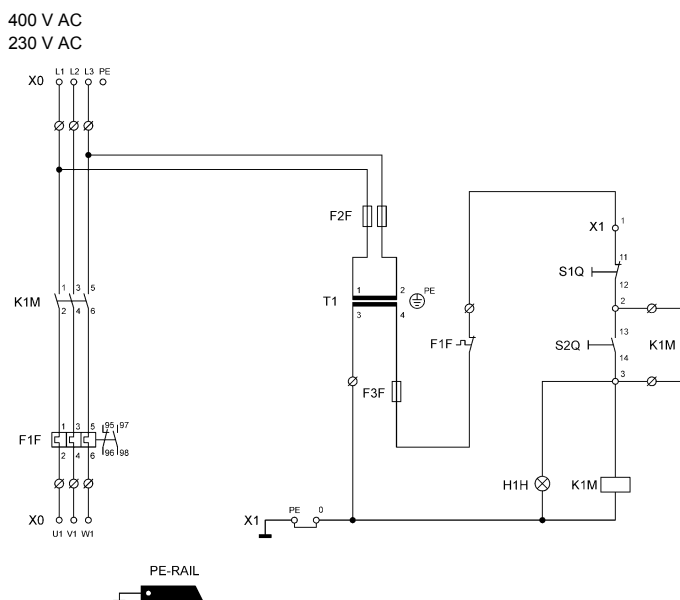 400 V AC
230 V AC
X0 L1 L2 L3 PE
F2F
X1 1
11
S1Q
12
K1M 1 3 5
2 4 6
T1 1 2 PE
3 4
2
F1F
13
S2Q K1M
14
3
F3F
F1F 1 3 5 95 97
2 4 6 96 98
H1H K1M
X0
U1 V1 W1
X1 PE 0
PE-RAIL